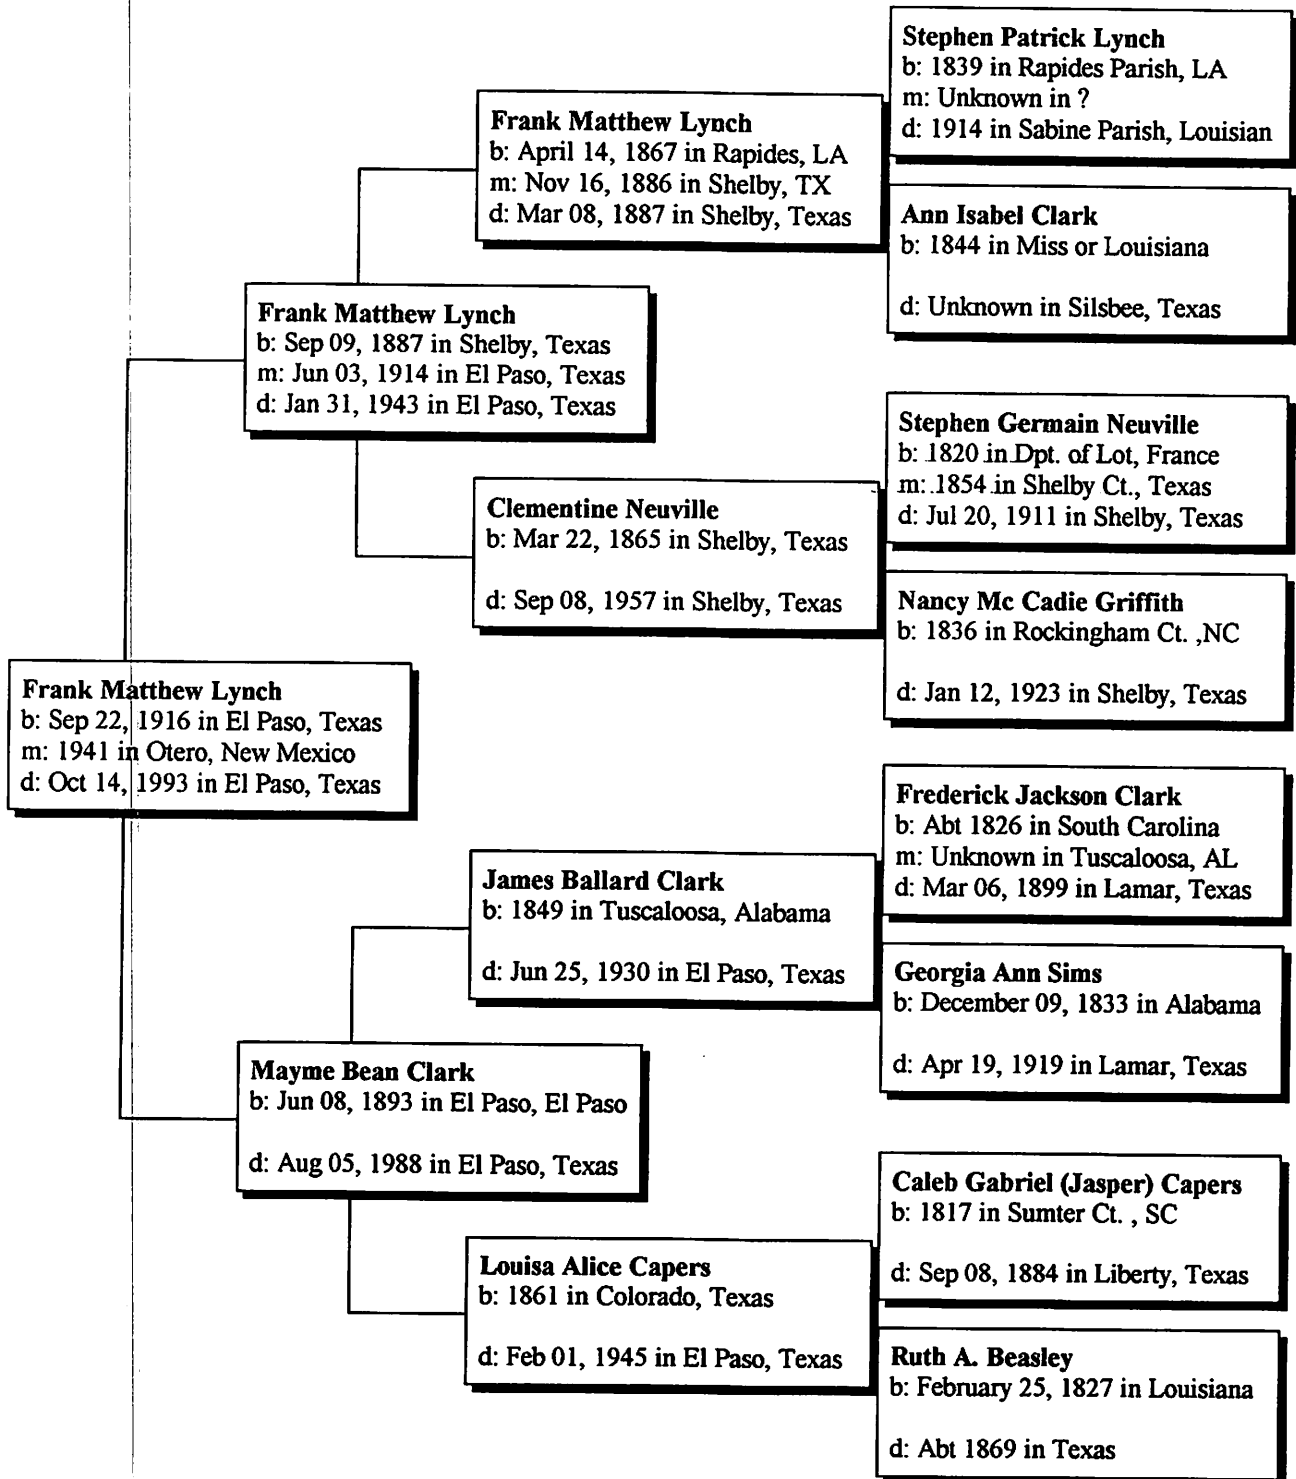 Stephen Patrick Lynch
b: 1839 in Rapides Parish, LA
m: Unknown in ?
d: 1914 in Sabine Parish, Louisian
Frank Matthew Lynch
b: April 14, 1867 in Rapides, LA
m: Nov 16, 1886 in Shelby, TX
d: Mar 08, 1887 in Shelby, Texas
Ann Isabel Clark
b: 1844 in Miss or Louisiana
d: Unknown in Silsbee, Texas
Frank Matthew Lynch
b: Sep 09, 1887 in Shelby, Texas
m: Jun 03, 1914 in El Paso, Texas
d: Jan 31, 1943 in El Paso, Texas
Stephen Germain Neuville
b: 1820 in Dpt. of Lot, France
m: 1854 in Shelby Ct., Texas
d: Jul 20, 1911 in Shelby, Texas
Clementine Neuville
b: Mar 22, 1865 in Shelby, Texas
d: Sep 08, 1957 in Shelby, Texas
Nancy Mc Cadie Griffith
b: 1836 in Rockingham Ct. ,NC
d: Jan 12, 1923 in Shelby, Texas
Frank Matthew Lynch
b: Sep 22, 1916 in El Paso, Texas
m: 1941 in Otero, New Mexico
d: Oct 14, 1993 in El Paso, Texas
Frederick Jackson Clark
b: Abt 1826 in South Carolina
m: Unknown in Tuscaloosa, AL
d: Mar 06, 1899 in Lamar, Texas
James Ballard Clark
b: 1849 in Tuscaloosa, Alabama
d: Jun 25, 1930 in El Paso, Texas
Georgia Ann Sims
b: December 09, 1833 in Alabama
d: Apr 19, 1919 in Lamar, Texas
Mayme Bean Clark
b: Jun 08, 1893 in El Paso, El Paso
d: Aug 05, 1988 in El Paso, Texas
Caleb Gabriel (Jasper) Capers
b: 1817 in Sumter Ct. , SC
d: Sep 08, 1884 in Liberty, Texas
Louisa Alice Capers
b: 1861 in Colorado, Texas
d: Feb 01, 1945 in El Paso, Texas
Ruth A. Beasley
b: February 25, 1827 in Louisiana
d: Abt 1869 in Texas